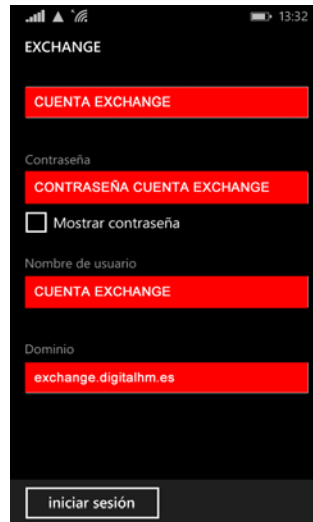 13:32
EXCHANGE
CUENTA EXCHANGE
Contraseña
CONTRASEÑA CUENTA EXCHANGE
Mostrar contraseña
Nombre de usuario
CUENTA EXCHANGE
Dominio
exchange.digitalhm.es
iniciar sesión